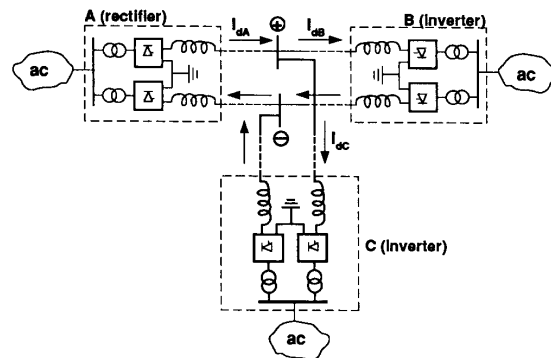 A (rectifier)
I_dA
⊕
I_dB
B (inverter)
ac
ac
⊖
I_dC
C (inverter)
ac